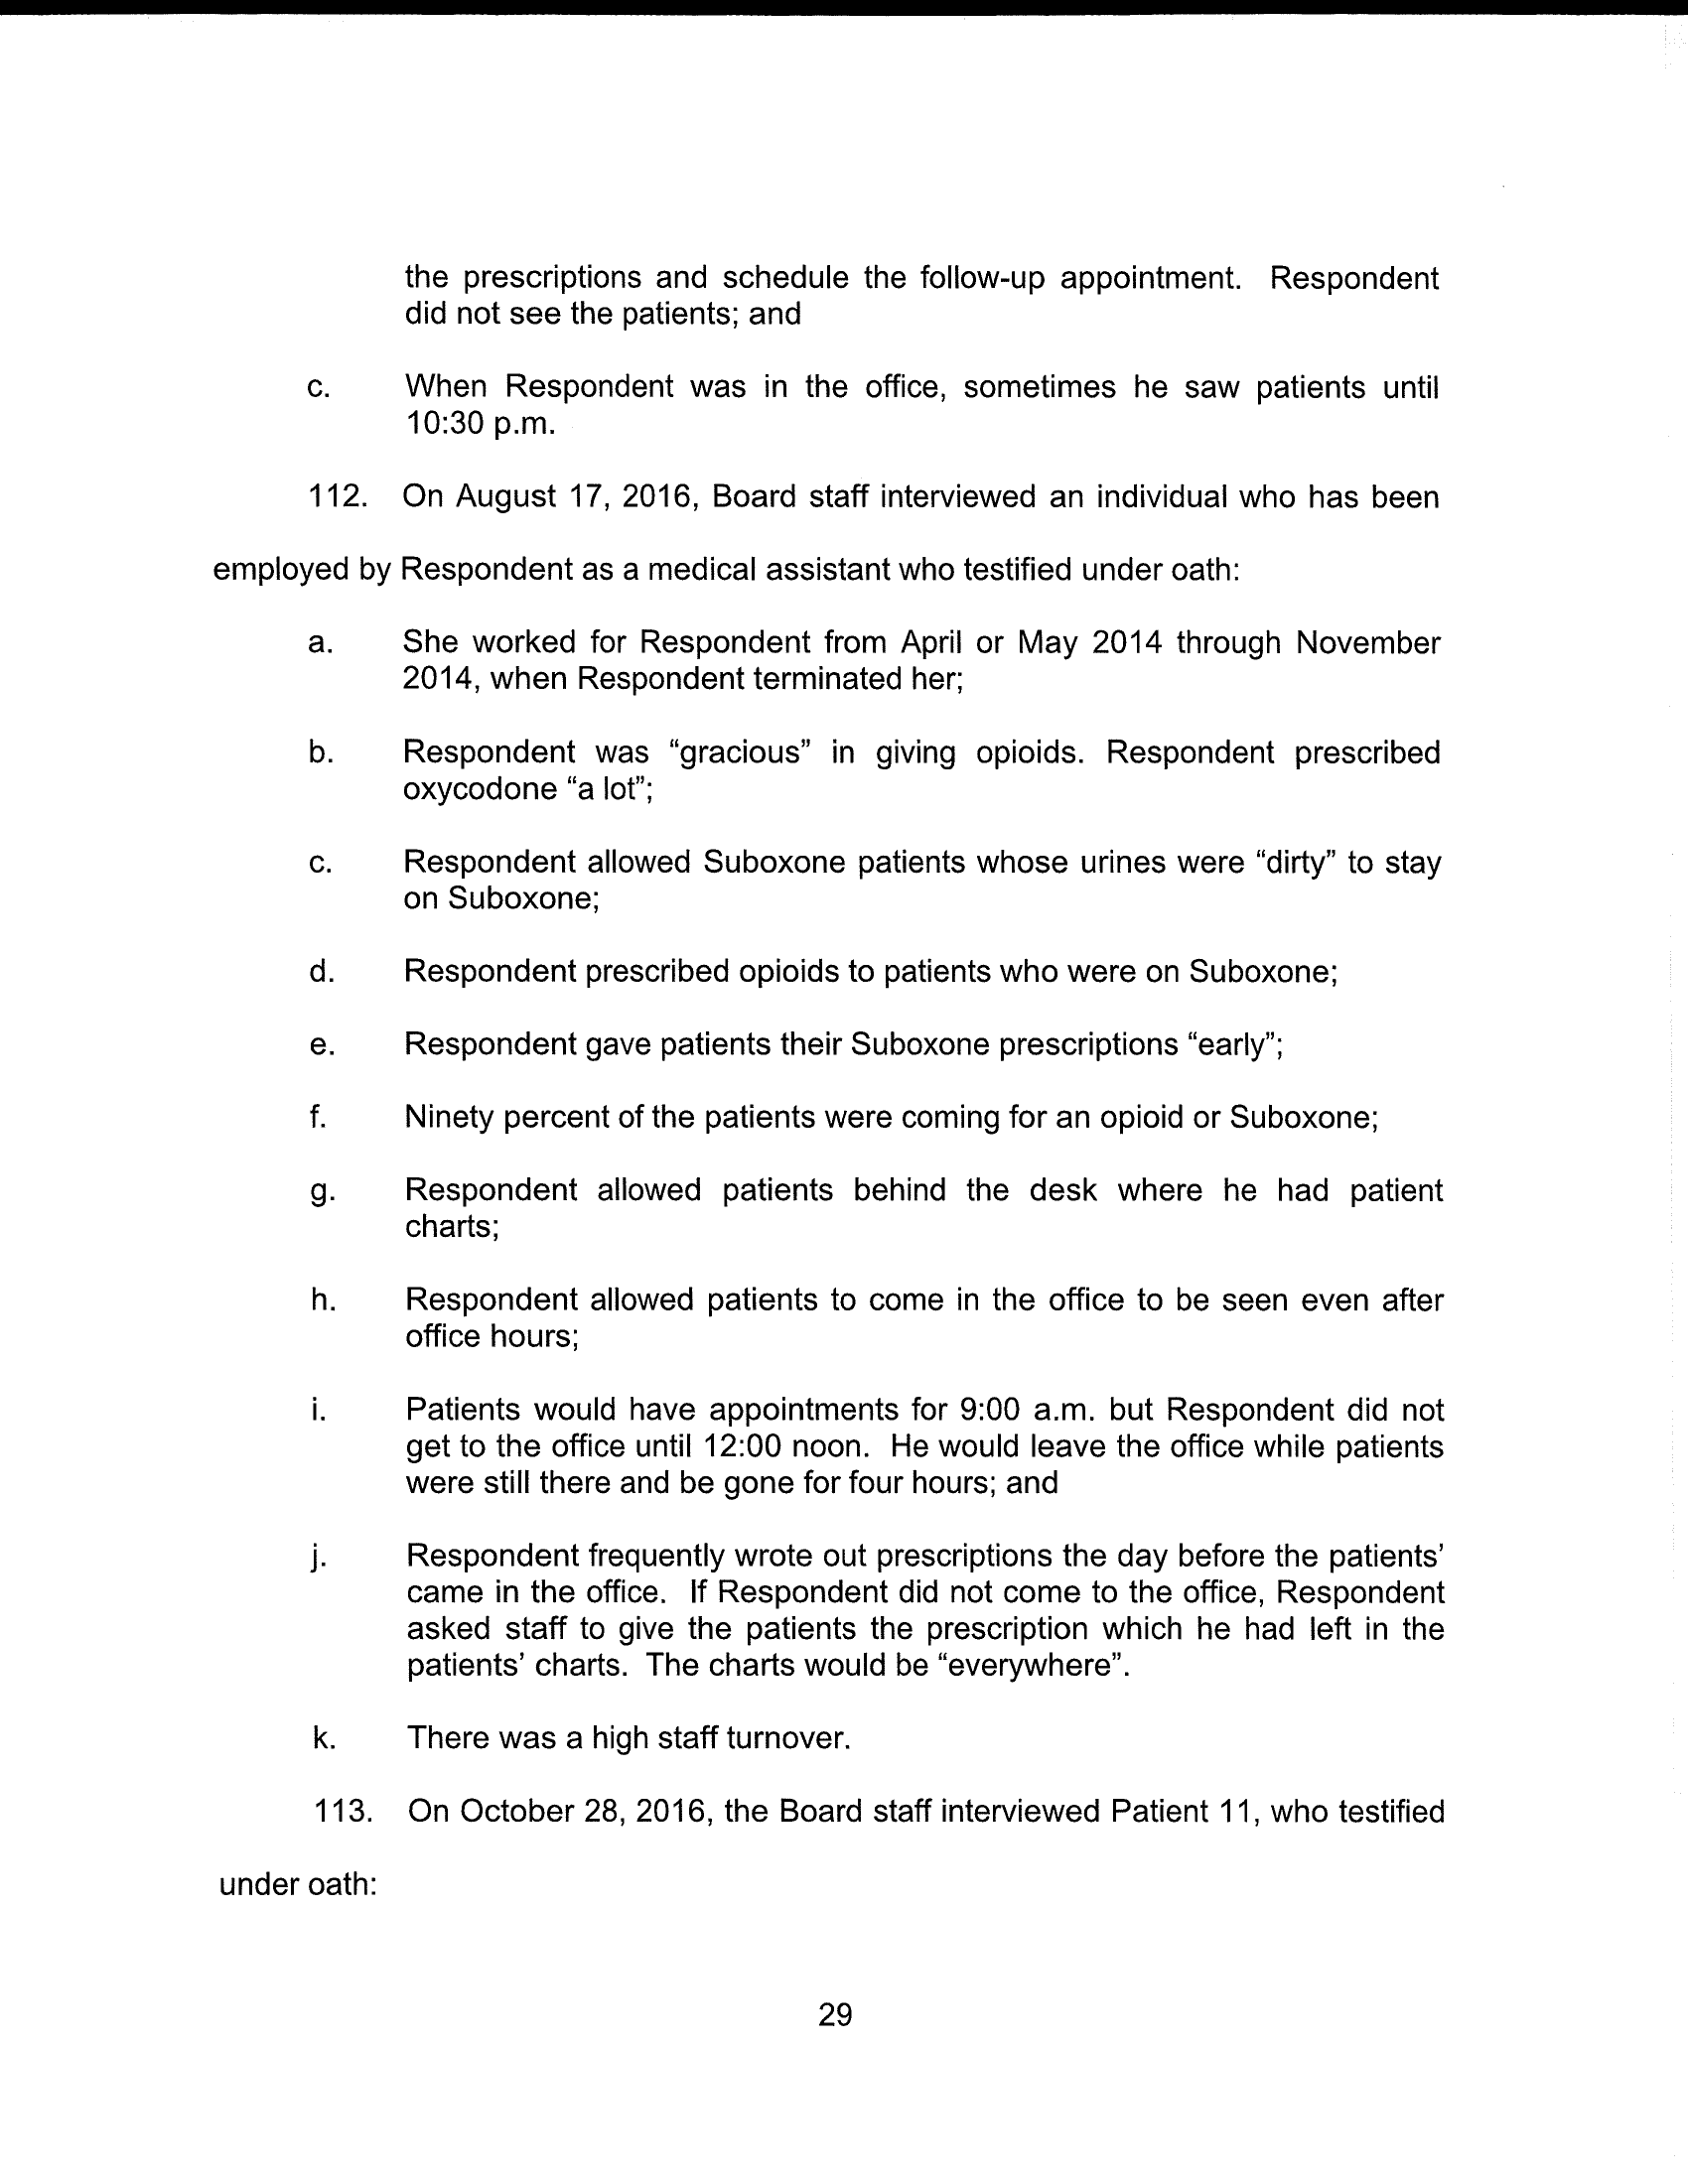 the prescriptions and schedule the follow-up appointment. Respondent
did not see the patients; and
c. When Respondent was in the office, sometimes he saw patients until
10:30 p.m.
112. On August 17, 2016, Board staff interviewed an individual who has been
employed by Respondent as a medical assistant who testified under oath:
a. She worked for Respondent from April or May 2014 through November
2014, when Respondent terminated her;
b. Respondent was “gracious” in giving opioids. Respondent prescribed
oxycodone “a lot”;
c. Respondent allowed Suboxone patients whose urines were “dirty” to stay
on Suboxone;
d. Respondent prescribed opioids to patients who were on Suboxone;
e. Respondent gave patients their Suboxone prescriptions “early”;
f. Ninety percent of the patients were coming for an opioid or Suboxone;
g. Respondent allowed patients behind the desk where he had patient
charts;
h. Respondent allowed patients to come in the office to be seen even after
office hours;
i. Patients would have appointments for 9:00 a.m. but Respondent did not
get to the office until 12:00 noon. He would leave the office while patients
were still there and be gone for four hours; and
j. Respondent frequently wrote out prescriptions the day before the patients’
came in the office. If Respondent did not come to the office, Respondent
asked staff to give the patients the prescription which he had left in the
patients’ charts. The charts would be “everywhere”.
k. There was a high staff turnover.
113. On October 28, 2016, the Board staff interviewed Patient 11, who testified
under oath:
29